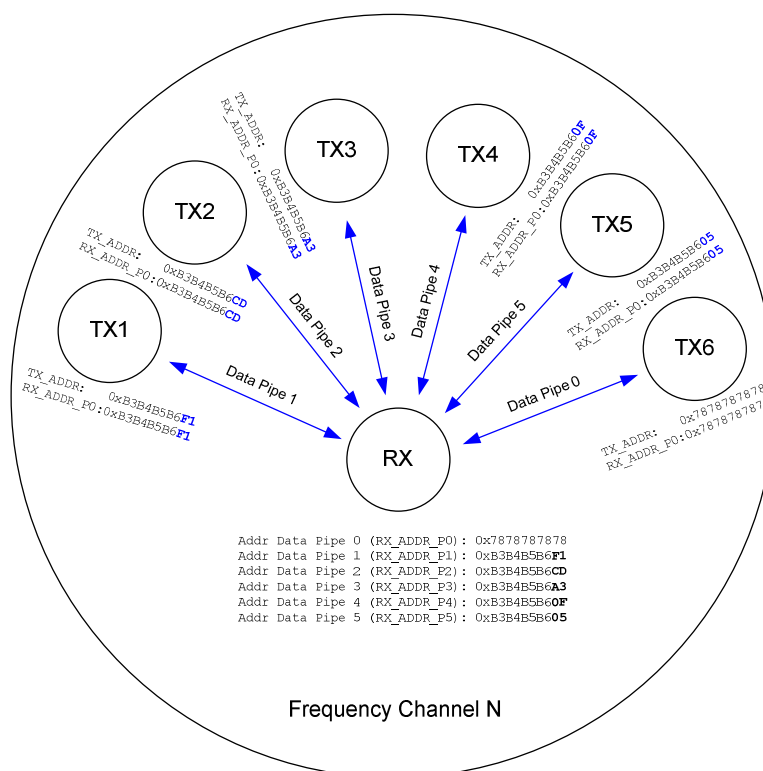 TX3
TX4
TX2
TX5
TX1
TX6
RX
TX_ADDR: 0xB3B4B5B6A3
RX_ADDR_P0:0xB3B4B5B6A3
TX_ADDR: 0xB3B4B5B60F
RX_ADDR_P0:0xB3B4B5B60F
TX_ADDR: 0xB3B4B5B6CD
RX_ADDR_P0:0xB3B4B5B6CD
TX_ADDR: 0xB3B4B5B605
RX_ADDR_P0:0xB3B4B5B605
TX_ADDR: 0xB3B4B5B6F1
RX_ADDR_P0:0xB3B4B5B6F1
TX_ADDR: 0x7878787878
RX_ADDR_P0:0x787878787
Data Pipe 1
Data Pipe 2
Data Pipe 3
Data Pipe 4
Data Pipe 5
Data Pipe 0
Addr Data Pipe 0 (RX_ADDR_P0): 0x7878787878
Addr Data Pipe 1 (RX_ADDR_P1): 0xB3B4B5B6F1
Addr Data Pipe 2 (RX_ADDR_P2): 0xB3B4B5B6CD
Addr Data Pipe 3 (RX_ADDR_P3): 0xB3B4B5B6A3
Addr Data Pipe 4 (RX_ADDR_P4): 0xB3B4B5B60F
Addr Data Pipe 5 (RX_ADDR_P5): 0xB3B4B5B605
Frequency Channel N